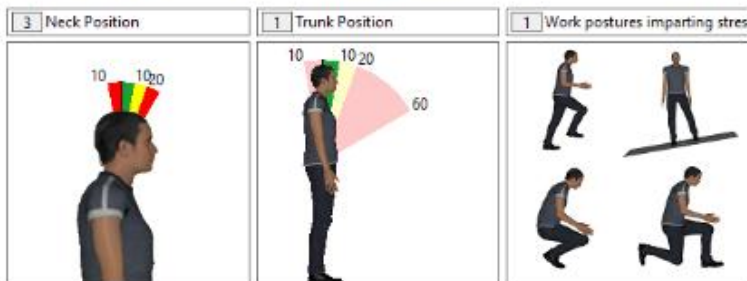 3 Neck Position
1 Trunk Position
1 Work postures imparting stres
10 10 20
10 10 20
60